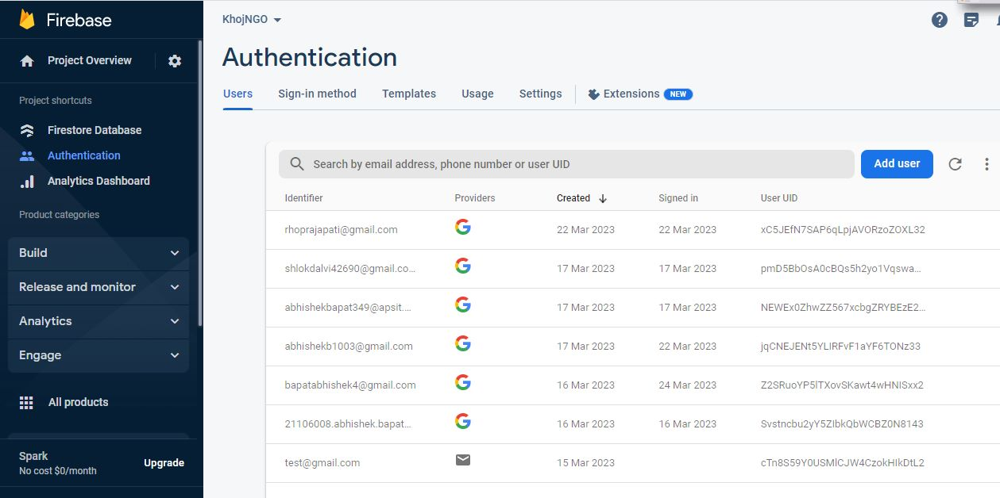 Firebase
Project Overview
Project shortcuts
Firestore Database
Authentication
Analytics Dashboard
Product categories
Build
Release and monitor
Analytics
Engage
All products
Spark
No cost $0/month
Upgrade
KhojNGO
Authentication
Users Sign-in method Templates Usage Settings Extensions NEW
Search by email address, phone number or user UID Add user
Identifier Providers Created Signed in User UID
rhoprajapati@gmail.com 22 Mar 2023 22 Mar 2023 xC5JEfN7SAP6qLpjAVORzoZOXL32
shlokdalvi42690@gmail.co... 17 Mar 2023 17 Mar 2023 pmD5BbOsA0cBQs5h2yo1Vqswa...
abhishekbapat349@apsit.... 17 Mar 2023 17 Mar 2023 NEWEx0ZhwZZ567xcbgZRYBEzE2...
abhishekb1003@gmail.com 17 Mar 2023 22 Mar 2023 jqCNEJENt5YLIRFvF1aYF6TONz33
bapatabhishek4@gmail.com 16 Mar 2023 24 Mar 2023 Z2SRuoYP5lTXovSKawt4wHNISxx2
21106008.abhishek.bapat... 16 Mar 2023 16 Mar 2023 Svstncbu2yY5ZIbkQbWCBZ0N8143
test@gmail.com 15 Mar 2023 cTn8S59Y0USMlCJW4CzokHIkDtL2